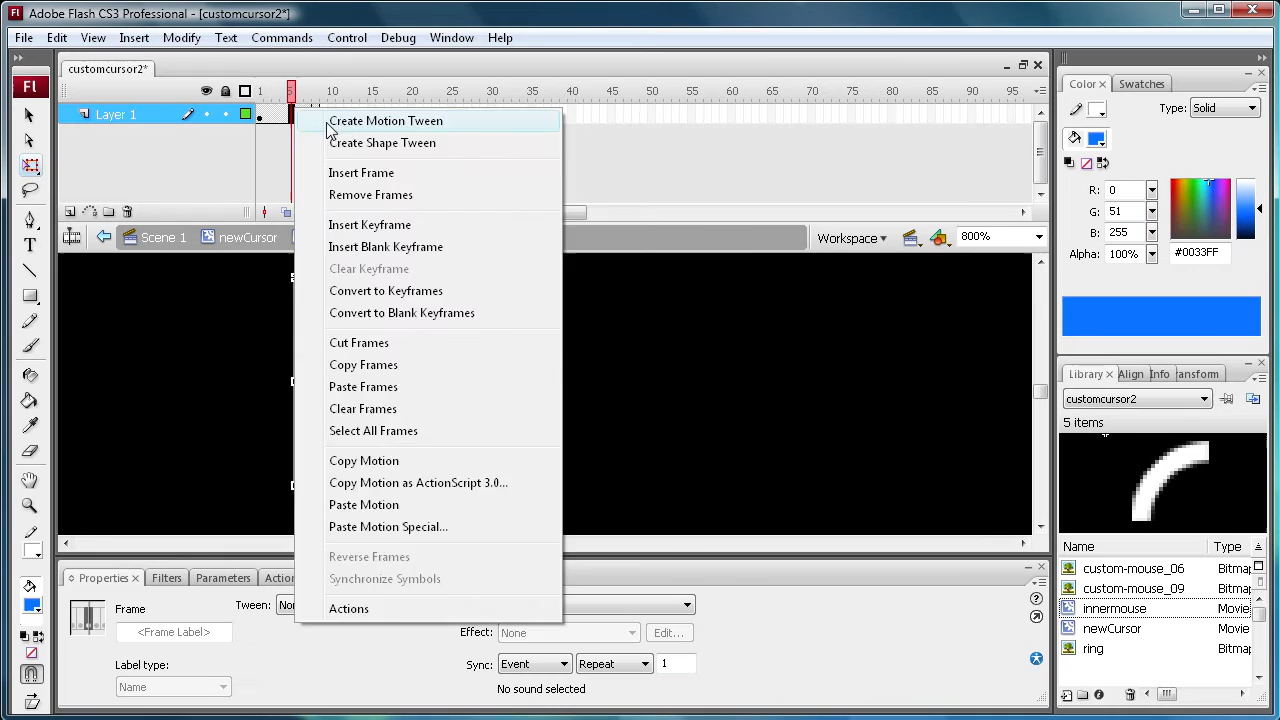 Fl Adobe Flash CS3 Professional - [customcursor2*]
File Edit View Insert Modify Text Commands Control Debug Window Help
customcursor2*
1 5 10 15 20 25 30 35 40 45 50 55 60 65 70 75 80 85 90
Layer 1
Scene 1 newCursor
Workspace 800%
Create Motion Tween
Create Shape Tween
Insert Frame
Remove Frames
Insert Keyframe
Insert Blank Keyframe
Clear Keyframe
Convert to Keyframes
Convert to Blank Keyframes
Cut Frames
Copy Frames
Paste Frames
Clear Frames
Select All Frames
Copy Motion
Copy Motion as ActionScript 3.0...
Paste Motion
Paste Motion Special...
Reverse Frames
Synchronize Symbols
Actions
Color Swatches
Type: Solid
R: 0
G: 51
B: 255
Alpha: 100% #0033FF
Library Align Info ransform
customcursor2
5 items
Name Type
custom-mouse_06 Bitmap
custom-mouse_09 Bitmap
innermouse Movie
newCursor Movie
ring Bitmap
Properties Filters Parameters Action
Frame Tween:
<Frame Label>
Label type:
Name
Effect: None Edit...
Sync: Event Repeat 1
No sound selected